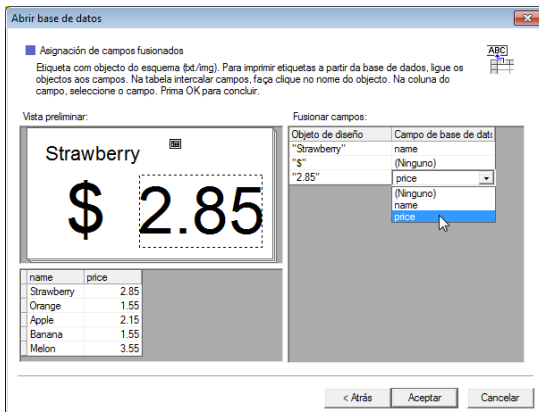 Abrir base de datos
Asignación de campos fusionados
ABC
Etiqueta com objecto do esquema (txt./img). Para imprimir etiquetas a partir da base de dados, ligue os
objectos aos campos. Na tabela intercalar campos, faça clique no nome do objecto. Na coluna do
campo, seleccione o campo. Prima OK para concluir.
Vista preliminar:
Fusionar campos:
Strawberry
$ 2.85
Objeto de diseño Campo de base de dato
"Strawberry" name
"$" (Ninguno)
"2.85" price
(Ninguno)
name
price
name price
Strawberry 2.85
Orange 1.55
Apple 2.15
Banana 1.55
Melon 3.55
< Atrás Aceptar Cancelar